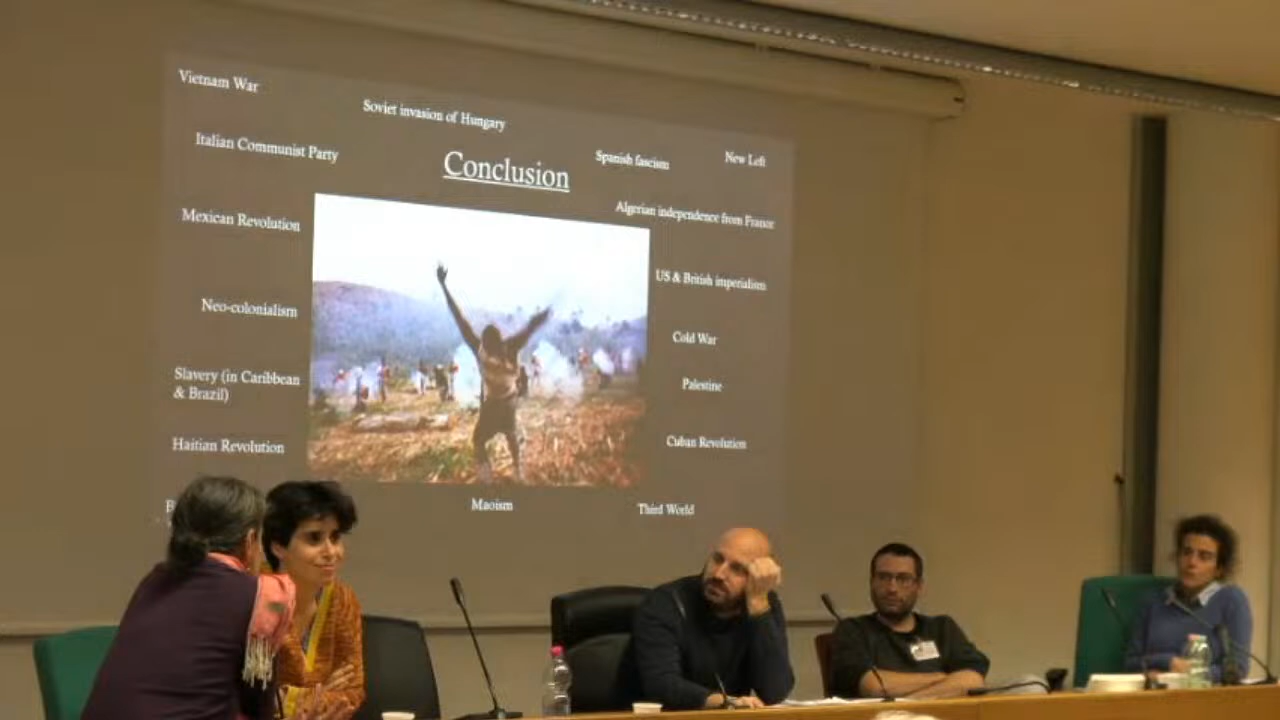 Vietnam War
Soviet invasion of Hungary
Italian Communist Party
Conclusion
Spanish fascism
New Left
Mexican Revolution
Algerian independence from France
US & British imperialism
Neo-colonialism
Cold War
Slavery (in Caribbean
& Brazil)
Palestine
Haitian Revolution
Cuban Revolution
Maoism
Third World